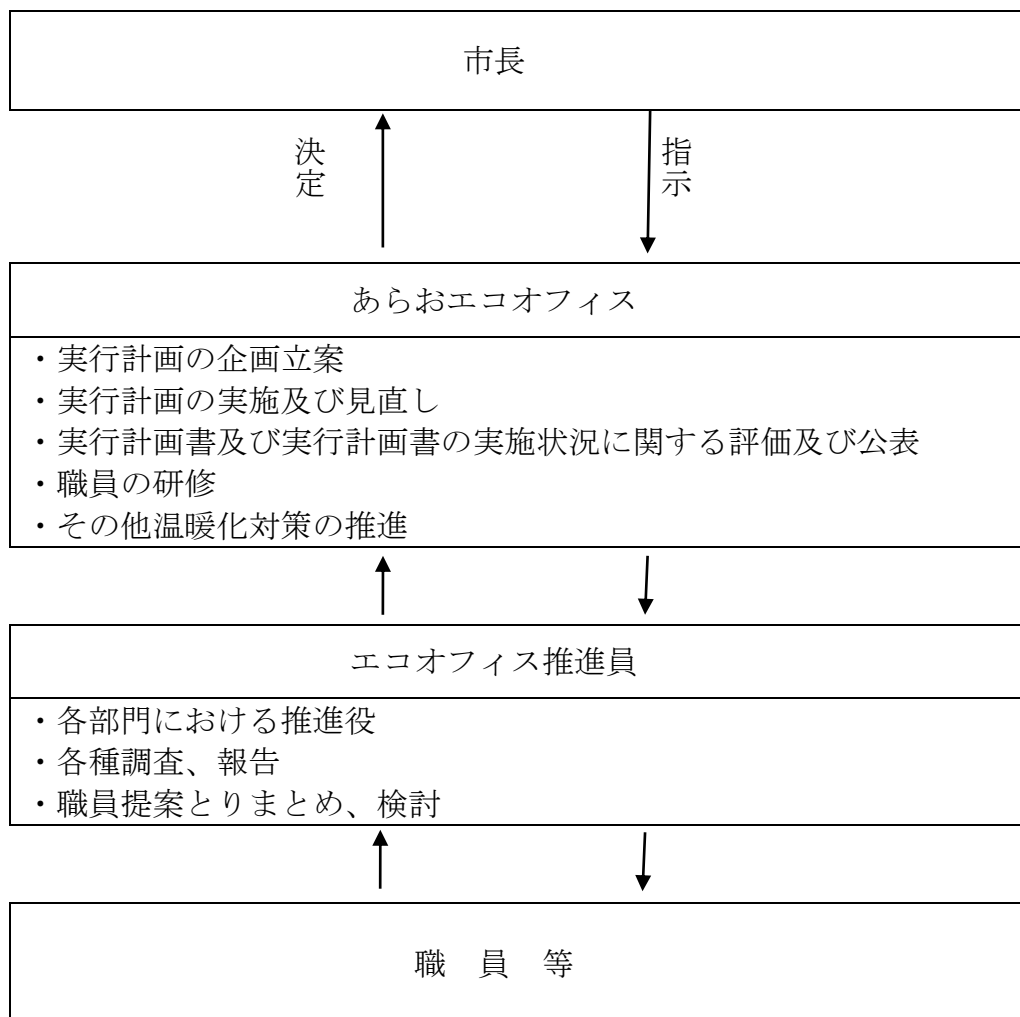 市長
決定
指示
あらおエコオフィス
・実行計画の企画立案
・実行計画の実施及び見直し
・実行計画書及び実行計画書の実施状況に関する評価及び公表
・職員の研修
・その他温暖化対策の推進
エコオフィス推進員
・各部門における推進役
・各種調査、報告
・職員提案とりまとめ、検討
職　員　等